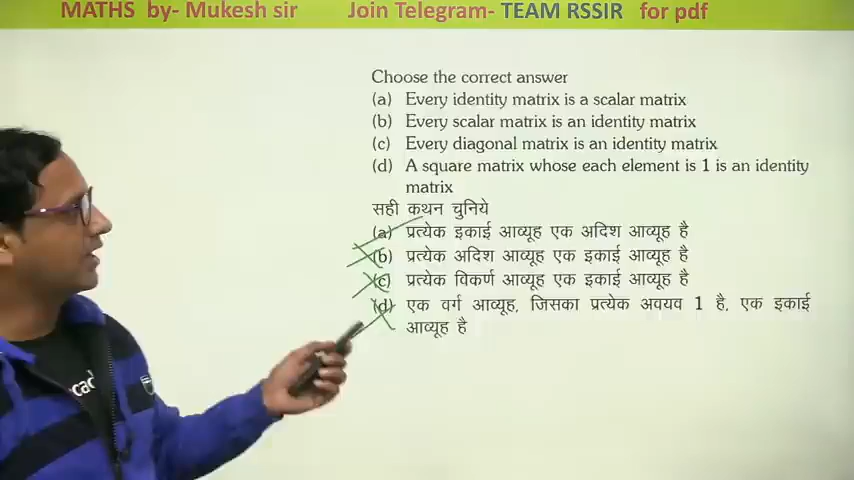 MATHS by- Mukesh sir Join Telegram- TEAM RSSIR for pdf
Choose the correct answer
(a) Every identity matrix is a scalar matrix
(b) Every scalar matrix is an identity matrix
(c) Every diagonal matrix is an identity matrix
(d) A square matrix whose each element is 1 is an identity
matrix
सही कथन चुनिये
(a) प्रत्येक इकाई आव्यूह एक अदिश आव्यूह है
(b) प्रत्येक अदिश आव्यूह एक इकाई आव्यूह है
(c) प्रत्येक विकर्ण आव्यूह एक इकाई आव्यूह है
(d) एक वर्ग आव्यूह, जिसका प्रत्येक अवयव 1 है, एक इकाई
आव्यूह है